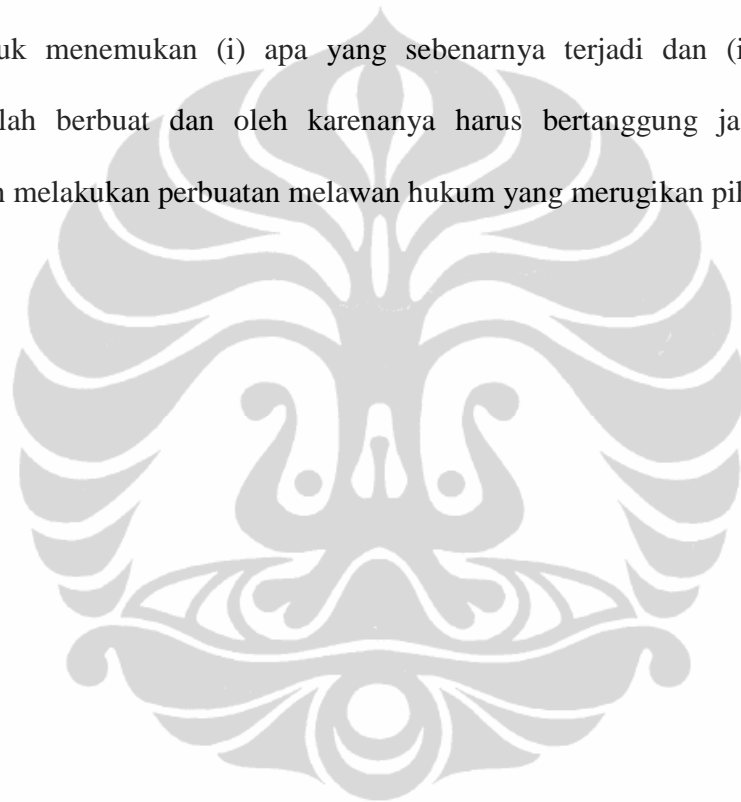 uk menemukan (i) apa yang sebenarnya terjadi dan (i
lah berbuat dan oleh karenanya harus bertanggung ja
n melakukan perbuatan melawan hukum yang merugikan pil